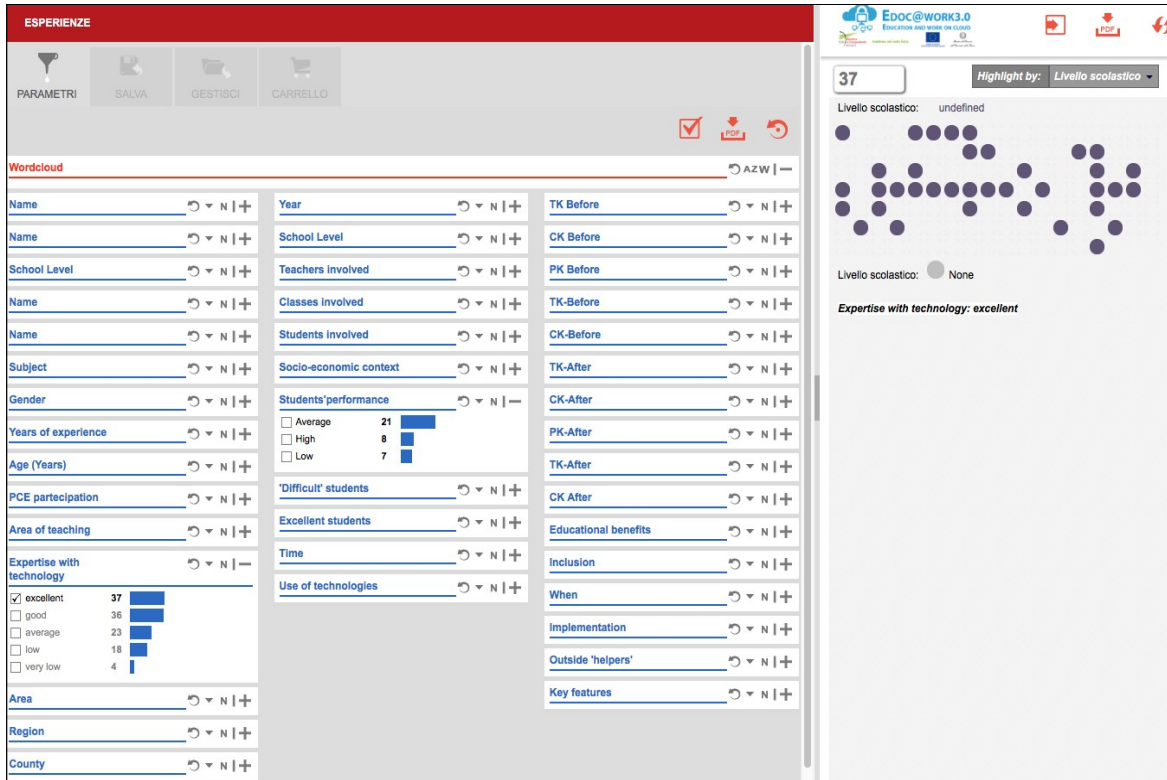 ESPERIENZE
PARAMETRI
SALVA
GESTISCI
CARRELLO
PDF
Wordcloud
AZW
Name N
Name N
School Level N
Name N
Name N
Subject N
Gender N
Years of experience N
Age (Years) N
PCE partecipation N
Area of teaching N
Expertise with technology N
excellent 37
good 36
average 23
low 18
very low 4
Area N
Region N
County N
Year N
School Level N
Teachers involved N
Classes involved N
Students involved N
Socio-economic context N
Students'performance N
Average 21
High 8
Low 7
'Difficult' students N
Excellent students N
Time N
Use of technologies N
TK Before N
CK Before N
PK Before N
TK-Before N
CK-Before N
TK-After N
CK-After N
PK-After N
TK-After N
CK After N
Educational benefits N
Inclusion N
When N
Implementation N
Outside 'helpers' N
Key features N
EDOC@WORK3.0
EDUCATION AND WORK ON CLOUD
PDF
37
Highlight by: Livello scolastico
Livello scolastico: undefined
Livello scolastico: None
Expertise with technology: excellent